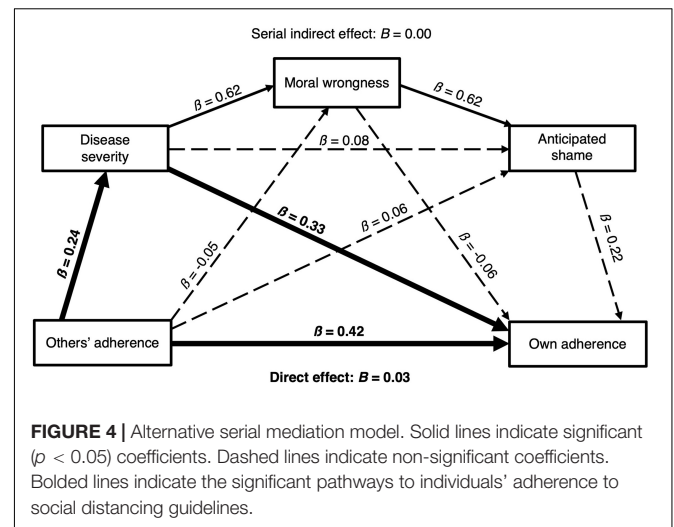 Serial indirect effect: B = 0.00
Moral wrongness
β = 0.62
β = 0.62
Disease
severity
β = 0.08
Anticipated
shame
β = 0.24
β = -0.05
β = 0.33
β = 0.06
β = -0.06
β = 0.22
Others' adherence
β = 0.42
Own adherence
Direct effect: B = 0.03
FIGURE 4 | Alternative serial mediation model. Solid lines indicate significant
(p < 0.05) coefficients. Dashed lines indicate non-significant coefficients.
Bolded lines indicate the significant pathways to individuals' adherence to
social distancing guidelines.